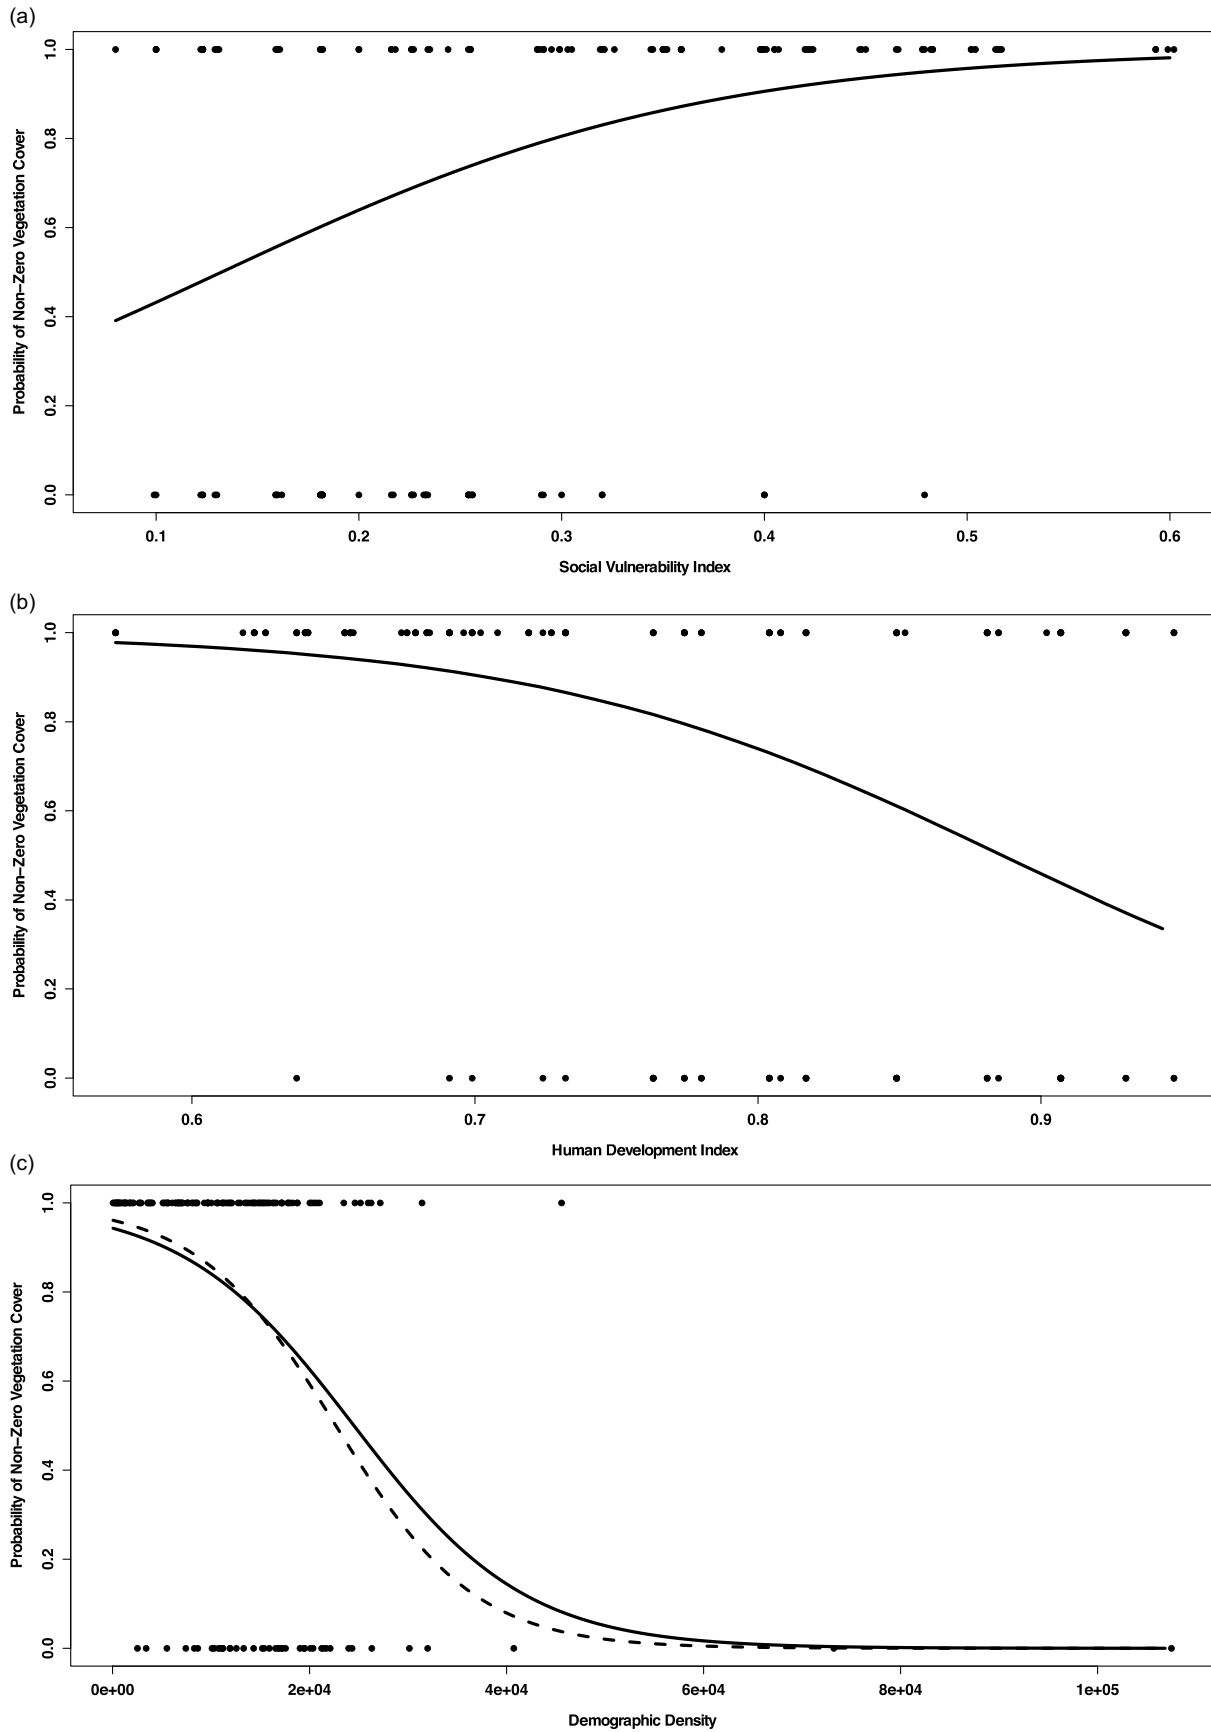 (a)
Probability of Non−Zero Vegetation Cover
1.0
0.8
0.6
0.4
0.2
0.0
0.1 0.2 0.3 0.4 0.5 0.6
Social Vulnerability Index
(b)
Probability of Non−Zero Vegetation Cover
1.0
0.8
0.6
0.4
0.2
0.0
0.6 0.7 0.8 0.9
Human Development Index
(c)
Probability of Non−Zero Vegetation Cover
1.0
0.8
0.6
0.4
0.2
0.0
0e+00 2e+04 4e+04 6e+04 8e+04 1e+05
Demographic Density